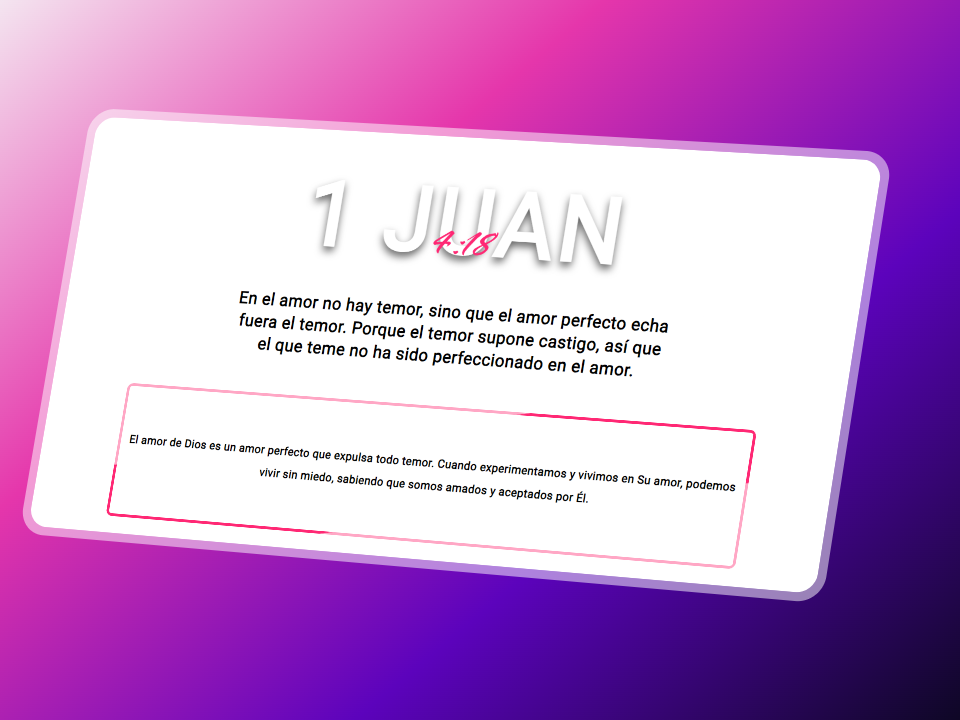 1 JUAN
4:18
En el amor no hay temor, sino que el amor perfecto echa
fuera el temor. Porque el temor supone castigo, así que
el que teme no ha sido perfeccionado en el amor.
El amor de Dios es un amor perfecto que expulsa todo temor. Cuando experimentamos y vivimos en Su amor, podemos
vivir sin miedo, sabiendo que somos amados y aceptados por Él.